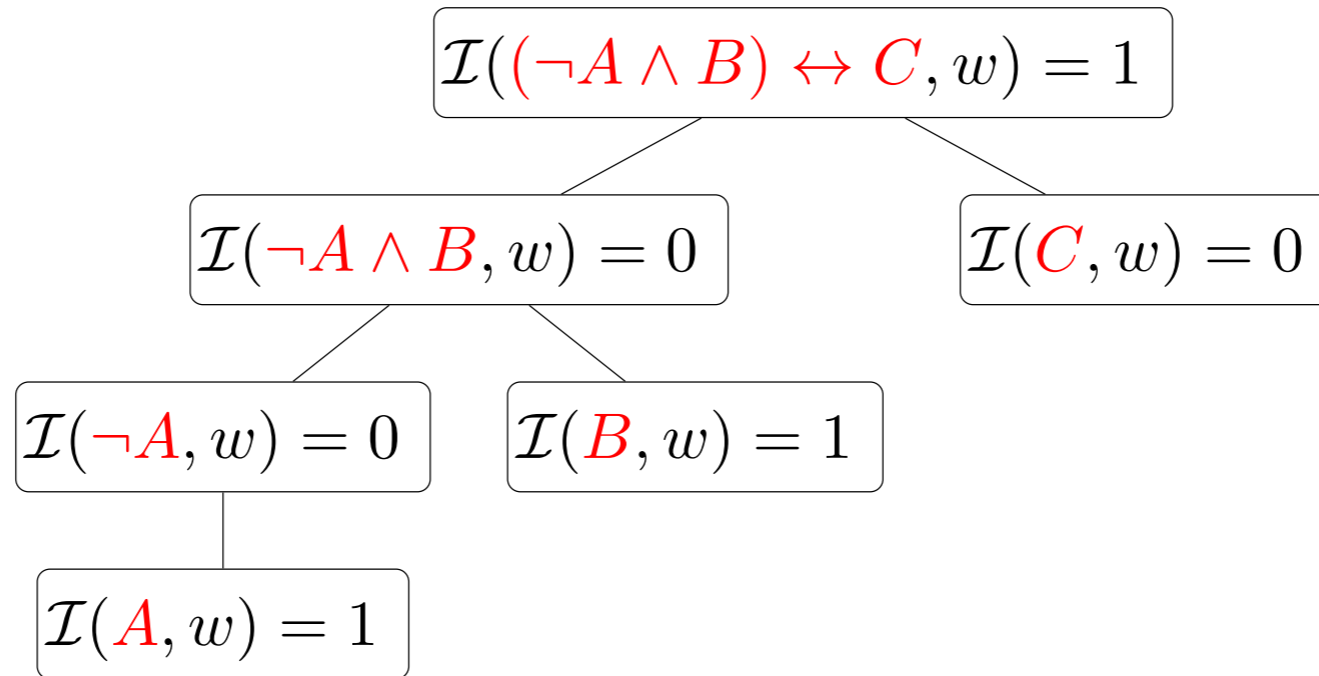 ℐ((¬A ∧ B) ↔ C, w) = 1
ℐ(¬A ∧ B, w) = 0
ℐ(C, w) = 0
ℐ(¬A, w) = 0
ℐ(B, w) = 1
ℐ(A, w) = 1